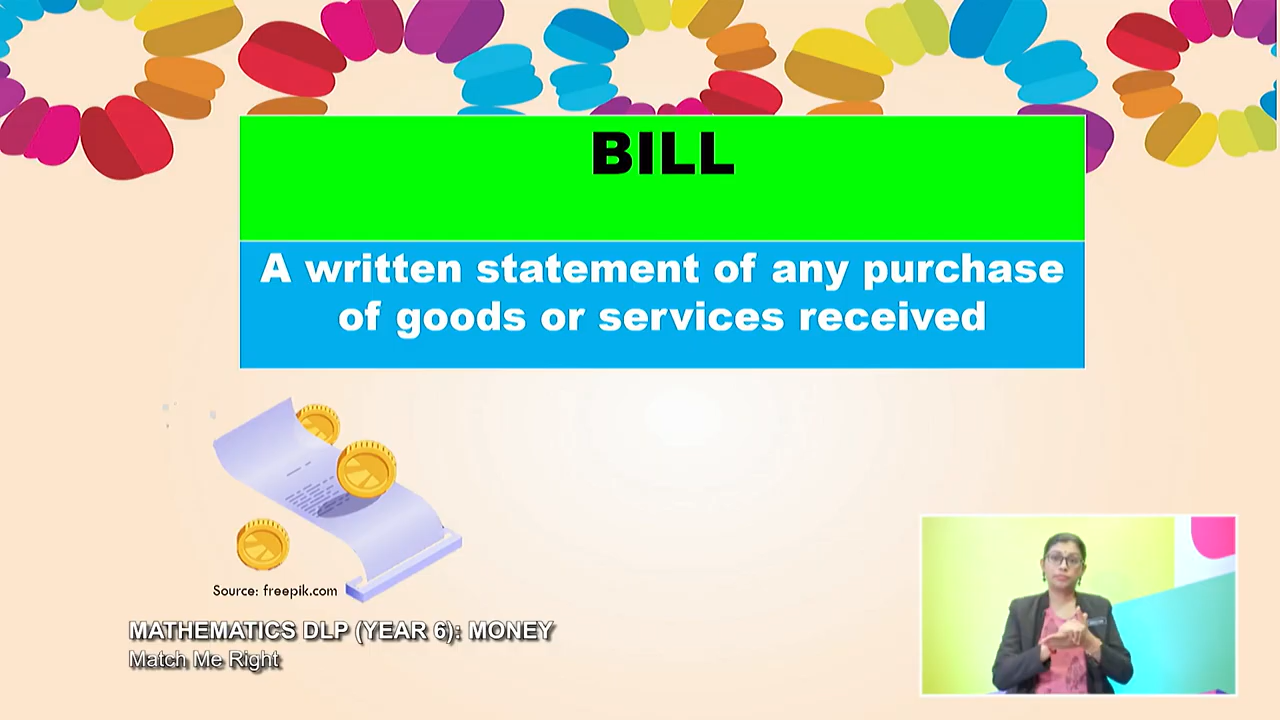 BILL
A written statement of any purchase
of goods or services received
Source: freepik.com
MATHEMATICS DLP (YEAR 6): MONEY
Match Me Right